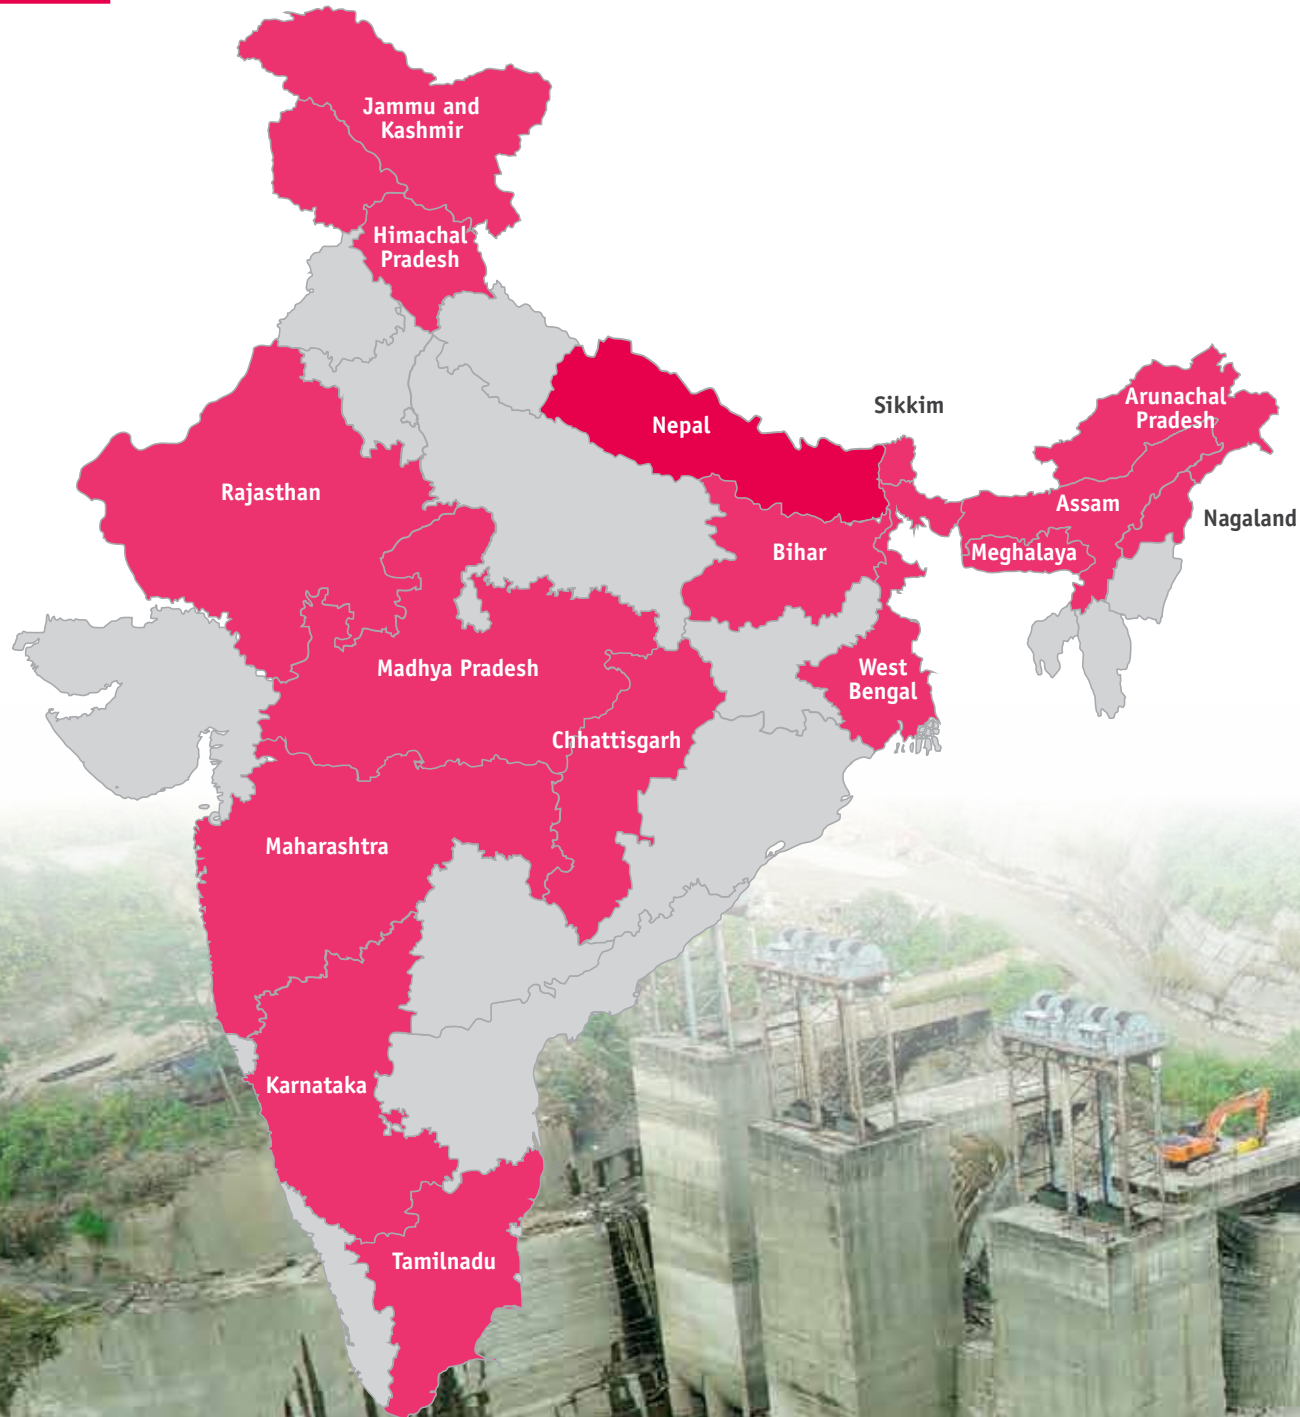 Jammu and
Kashmir
Himachal
Pradesh
Sikkim
Arunachal
Pradesh
Nepal
Rajasthan
Assam
Nagaland
Bihar
Meghalaya
Madhya Pradesh
West
Bengal
Chhattisgarh
Maharashtra
Karnataka
Tamilnadu